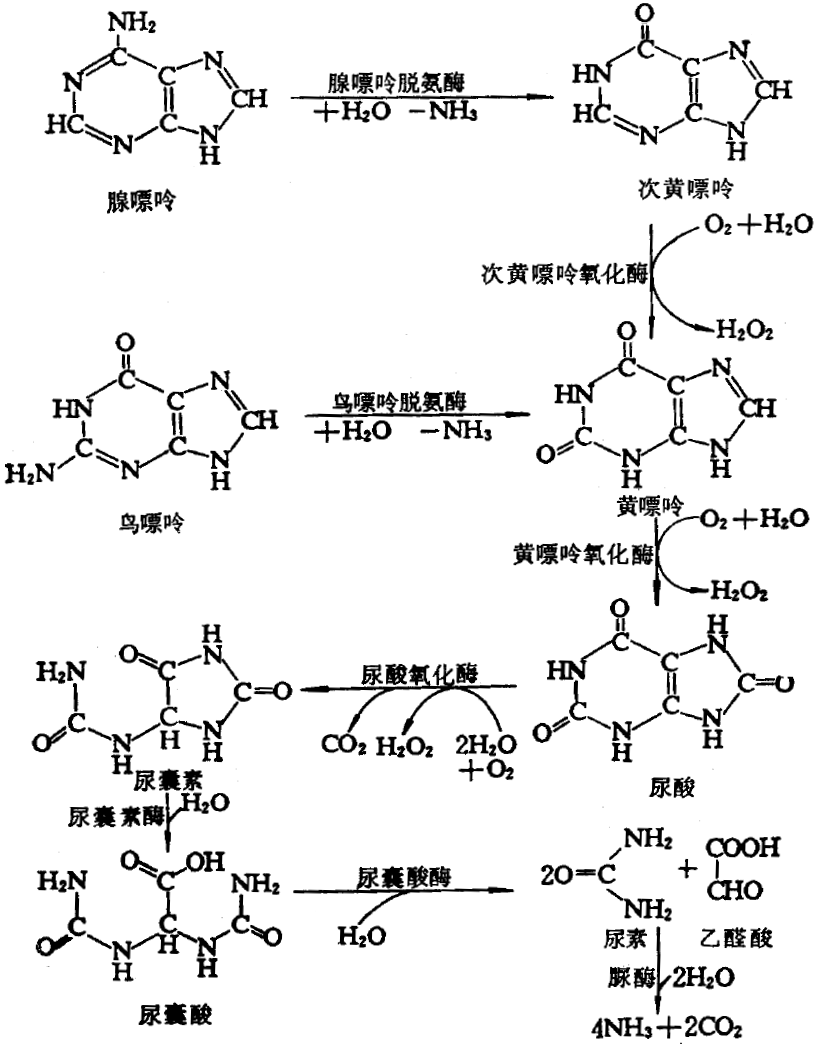 NH₂
C
N
C
N
CH
HC
N
C
N
H
腺嘌呤
腺嘌呤脱氨酶
+H₂O −NH₃
O
C
HN
C
N
CH
HC
N
C
N
H
次黄嘌呤
O₂+H₂O
次黄嘌呤氧化酶
H₂O₂
O
C
HN
C
N
CH
H₂N
C
N
C
N
H
鸟嘌呤
鸟嘌呤脱氨酶
+H₂O −NH₃
O
C
HN
C
N
CH
O
C
N
H
C
N
H
黄嘌呤
O₂+H₂O
黄嘌呤氧化酶
H₂O₂
O
C
HN
C
H
N
C=O
O
C
N
H
C
N
H
尿酸
尿酸氧化酶
CO₂ H₂O₂ 2H₂O
+O₂
H₂N
O
C
H
N
C=O
O
C
N
H
C
H
N
H
尿囊素
尿囊素酶
H₂O
H₂N
O
C
OH
NH₂
O
C
N
H
C
H
N
H
C
O
尿囊酸
尿囊酸酶
H₂O
2O=C
NH₂
NH₂
+
COOH
CHO
尿素
乙醛酸
脲酶
2H₂O
4NH₃+2CO₂